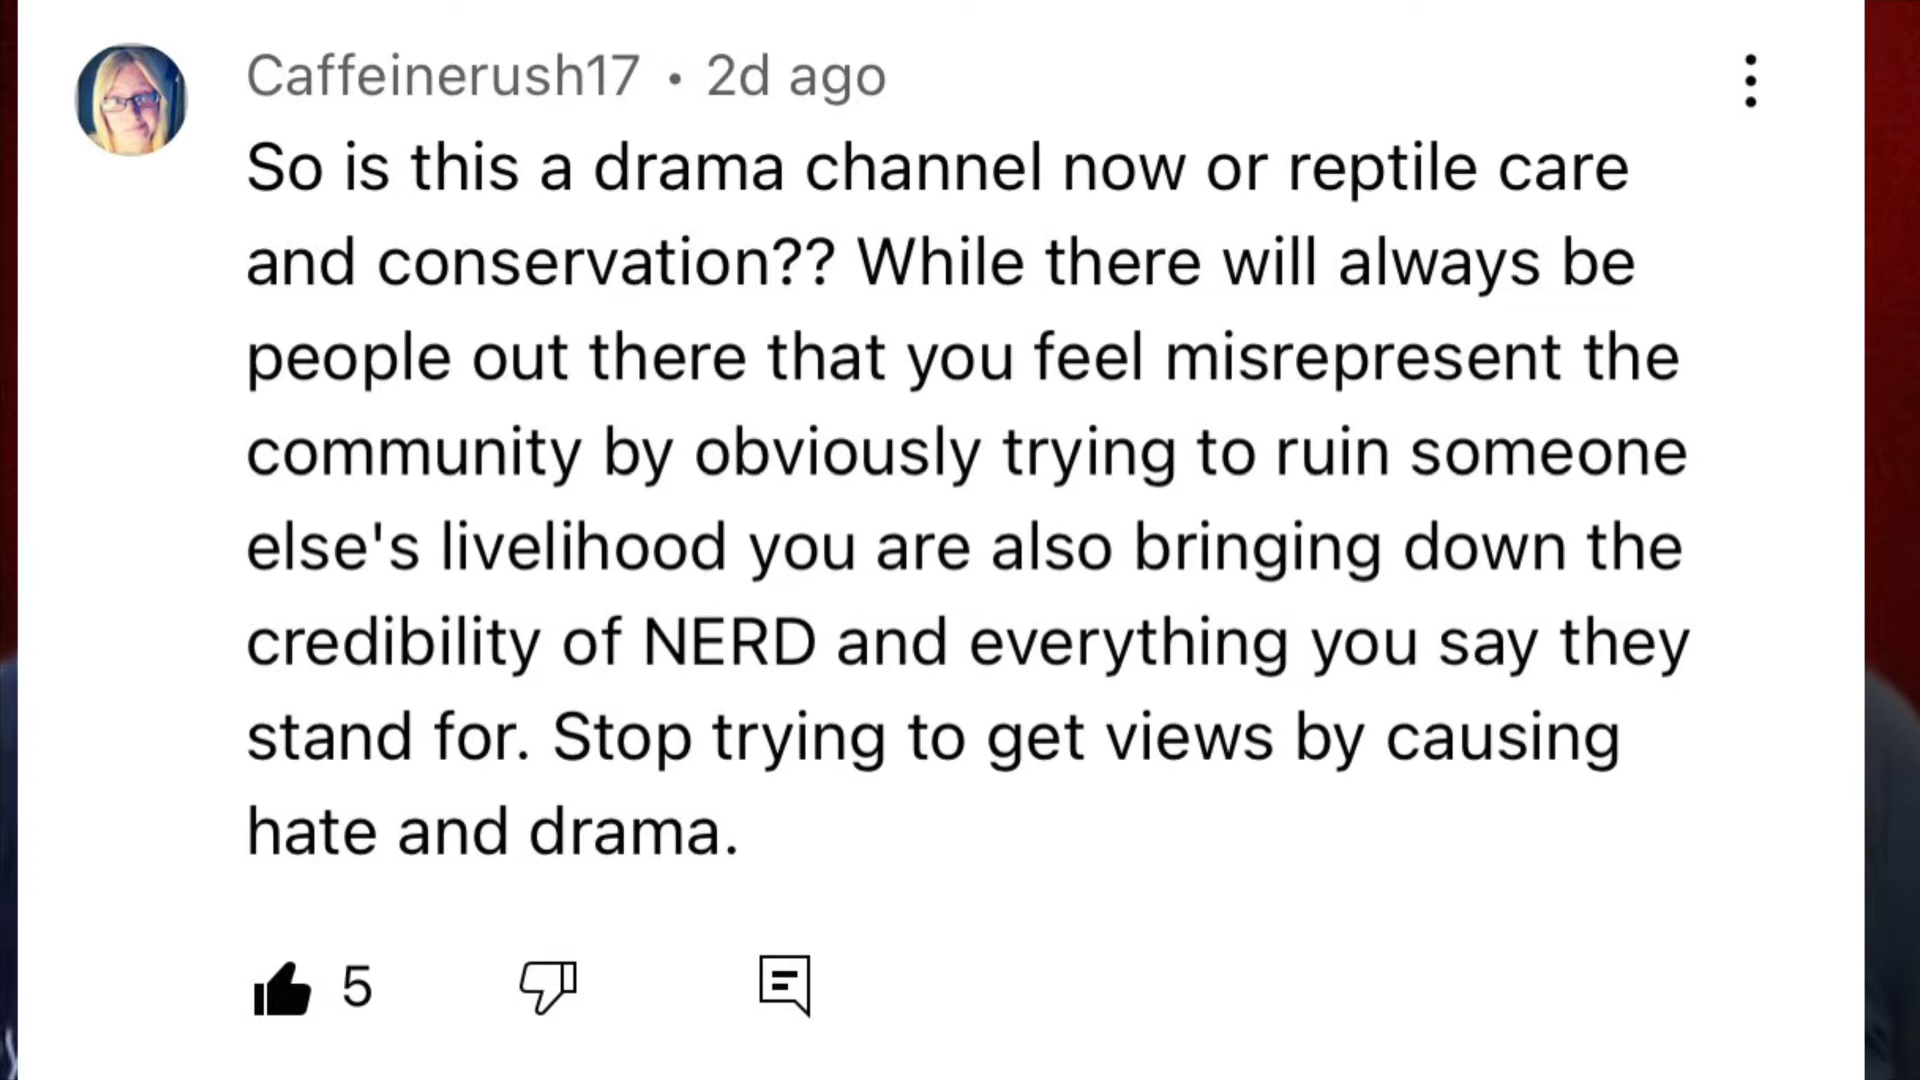 Caffeinerush17 • 2d ago
So is this a drama channel now or reptile care
and conservation?? While there will always be
people out there that you feel misrepresent the
community by obviously trying to ruin someone
else's livelihood you are also bringing down the
credibility of NERD and everything you say they
stand for. Stop trying to get views by causing
hate and drama.
5